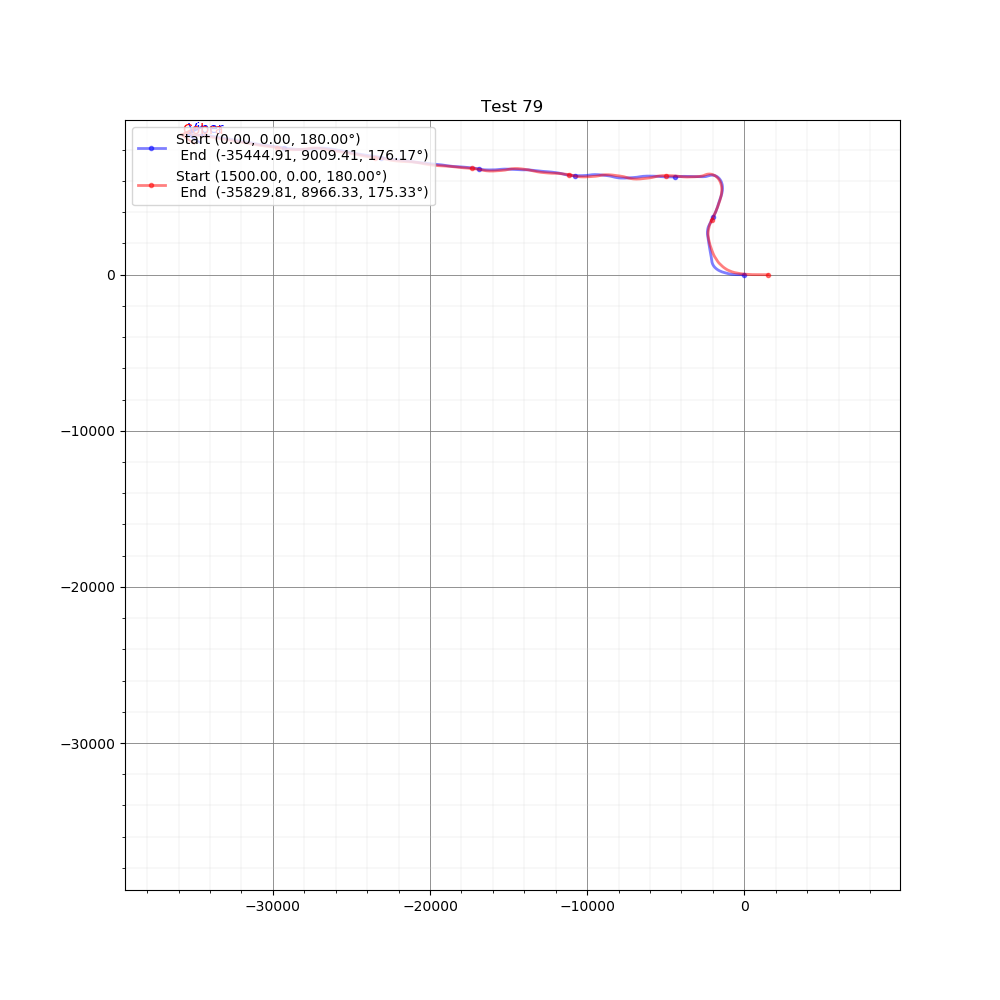 Test 79
Start (0.00, 0.00, 180.00°)
End (-35444.91, 9009.41, 176.17°)
Start (1500.00, 0.00, 180.00°)
End (-35829.81, 8966.33, 175.33°)
0
−10000
−20000
−30000
−30000 −20000 −10000 0